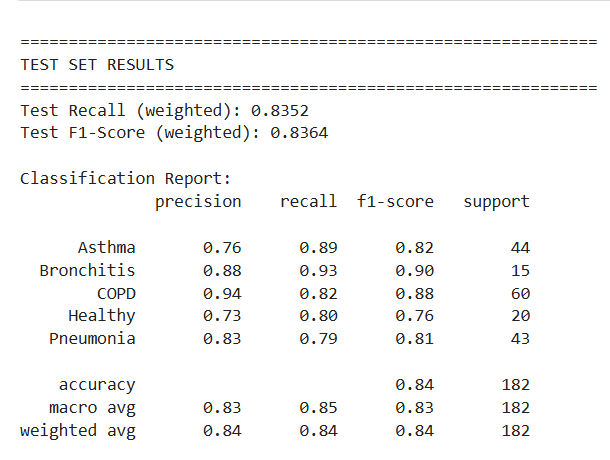 ============================================================
TEST SET RESULTS
============================================================
Test Recall (weighted): 0.8352
Test F1-Score (weighted): 0.8364
Classification Report:
precision recall f1-score support
Asthma 0.76 0.89 0.82 44
Bronchitis 0.88 0.93 0.90 15
COPD 0.94 0.82 0.88 60
Healthy 0.73 0.80 0.76 20
Pneumonia 0.83 0.79 0.81 43
accuracy 0.84 182
macro avg 0.83 0.85 0.83 182
weighted avg 0.84 0.84 0.84 182